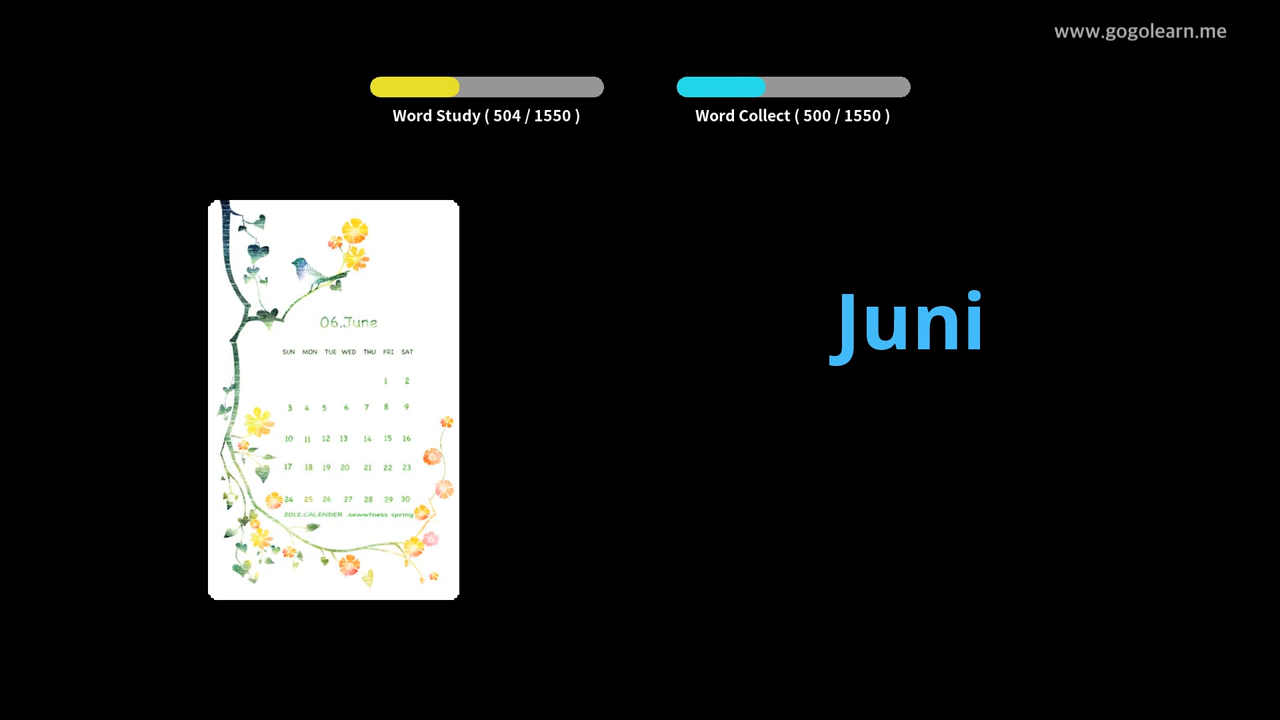 www.gogolearn.me
Word Study ( 504 / 1550 )
Word Collect ( 500 / 1550 )
Juni
06.June
SUN MON TUE WED THU FRI SAT
1 2
3 4 5 6 7 8 9
10 11 12 13 14 15 16
17 18 19 20 21 22 23
24 25 26 27 28 29 30
2012.CALENDER .sewwtness spring